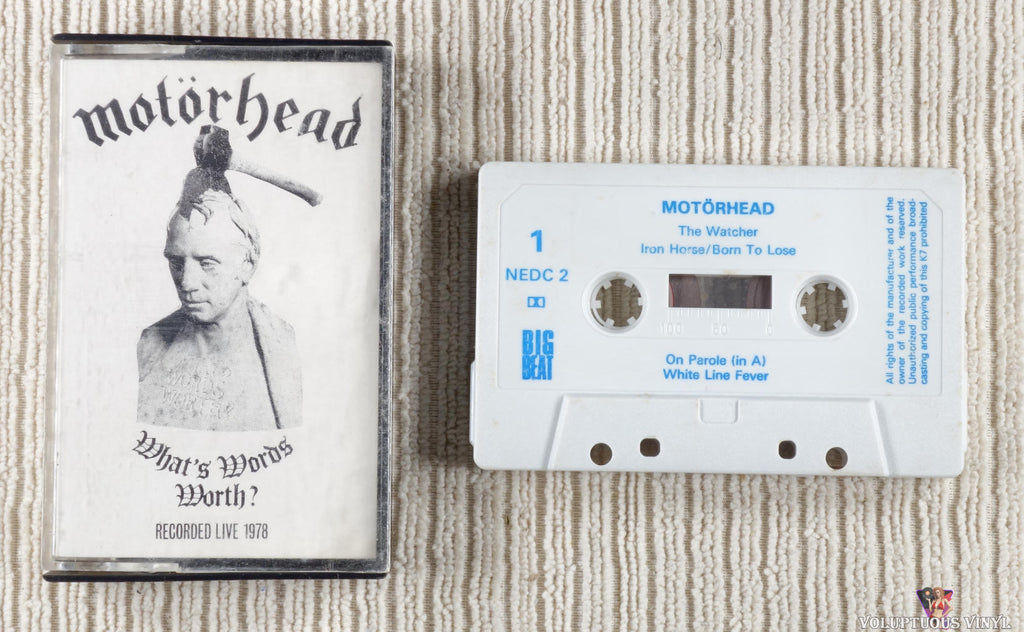 motörhead
What's Words
Worth?
RECORDED LIVE 1978
MOTÖRHEAD
The Watcher
Iron Horse/Born To Lose
1
NEDC 2
BIG
BEAT
100 50 0
On Parole (in A)
White Line Fever
All rights of the manufacturer and of the
owner of the recorded work reserved.
Unauthorized public performance broad-
casting and copying of this K7 prohibited
VOLUPTUOUS VINYL